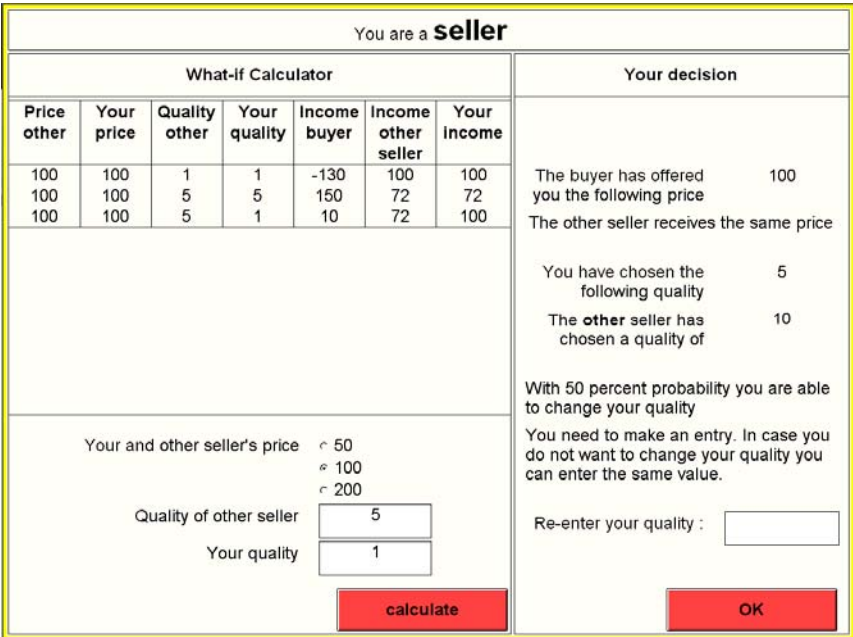 You are a seller
What-if Calculator
Price other Your price Quality other Your quality Income buyer Income other seller Your income
100 100 1 1 -130 100 100
100 100 5 5 150 72 72
100 100 5 1 10 72 100
Your and other seller's price 50
100
200
Quality of other seller 5
Your quality 1
calculate
Your decision
The buyer has offered 100
you the following price
The other seller receives the same price
You have chosen the 5
following quality
The other seller has 10
chosen a quality of
With 50 percent probability you are able
to change your quality
You need to make an entry. In case you
do not want to change your quality you
can enter the same value.
Re-enter your quality :
OK